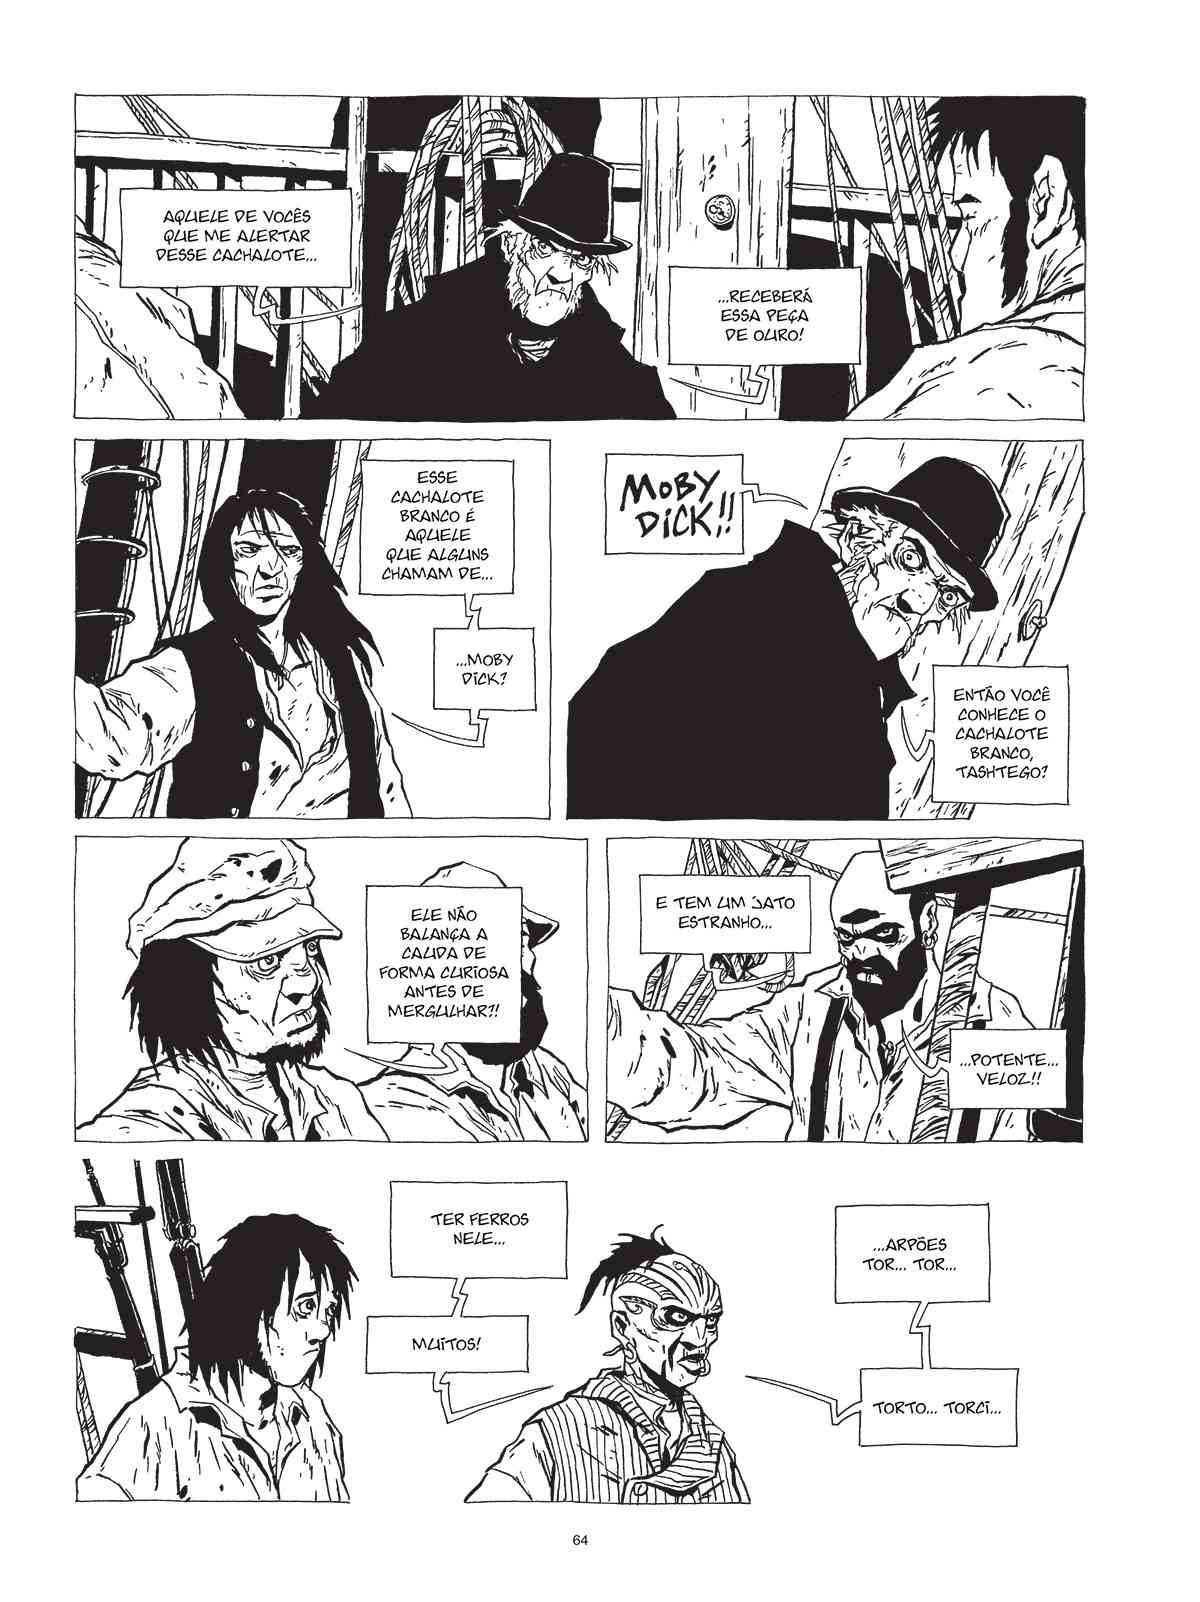 AQUELE DE VOCÊS
QUE ME ALERTAR
DESSE CACHALOTE...
...RECEBERÁ
ESSA PEÇA
DE OURO!
ESSE
CACHALOTE
BRANCO É
AQUELE
QUE ALGUNS
CHAMAM DE...
...MOBY
DICK?
MOBY
DICK!!
ENTÃO VOCÊ
CONHECE O
CACHALOTE
BRANCO,
TASHTEGO?
ELE NÃO
BALANÇA A
CAUDA DE
FORMA CURIOSA
ANTES DE
MERGULHAR?!
E TEM UM JATO
ESTRANHO...
...POTENTE...
VELOZ!!
TER FERROS
NELE...
MUITOS!
...ARPÕES
TOR... TOR...
TORTO... TORCI...
64